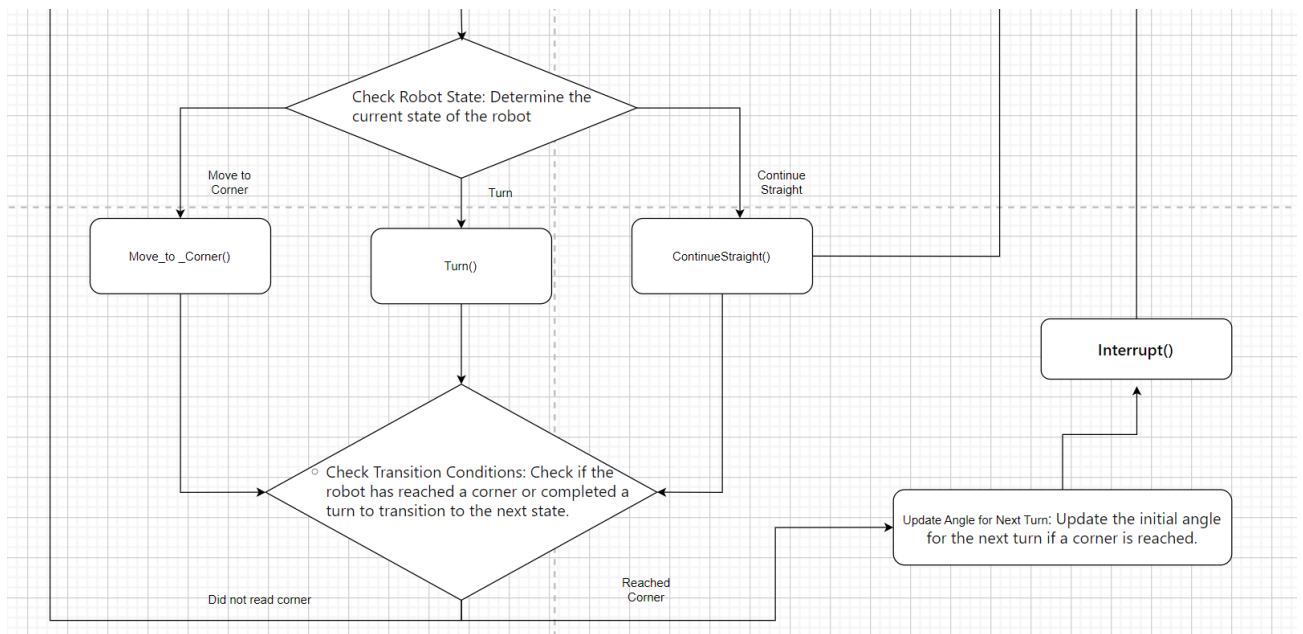 Check Robot State: Determine the
current state of the robot
Move to
Corner
Turn
Continue
Straight
Move_to _Corner()
Turn()
ContinueStraight()
Interrupt()
Check Transition Conditions: Check if the
robot has reached a corner or completed a
turn to transition to the next state.
Update Angle for Next Turn: Update the initial angle
for the next turn if a corner is reached.
Reached
Corner
Did not read corner